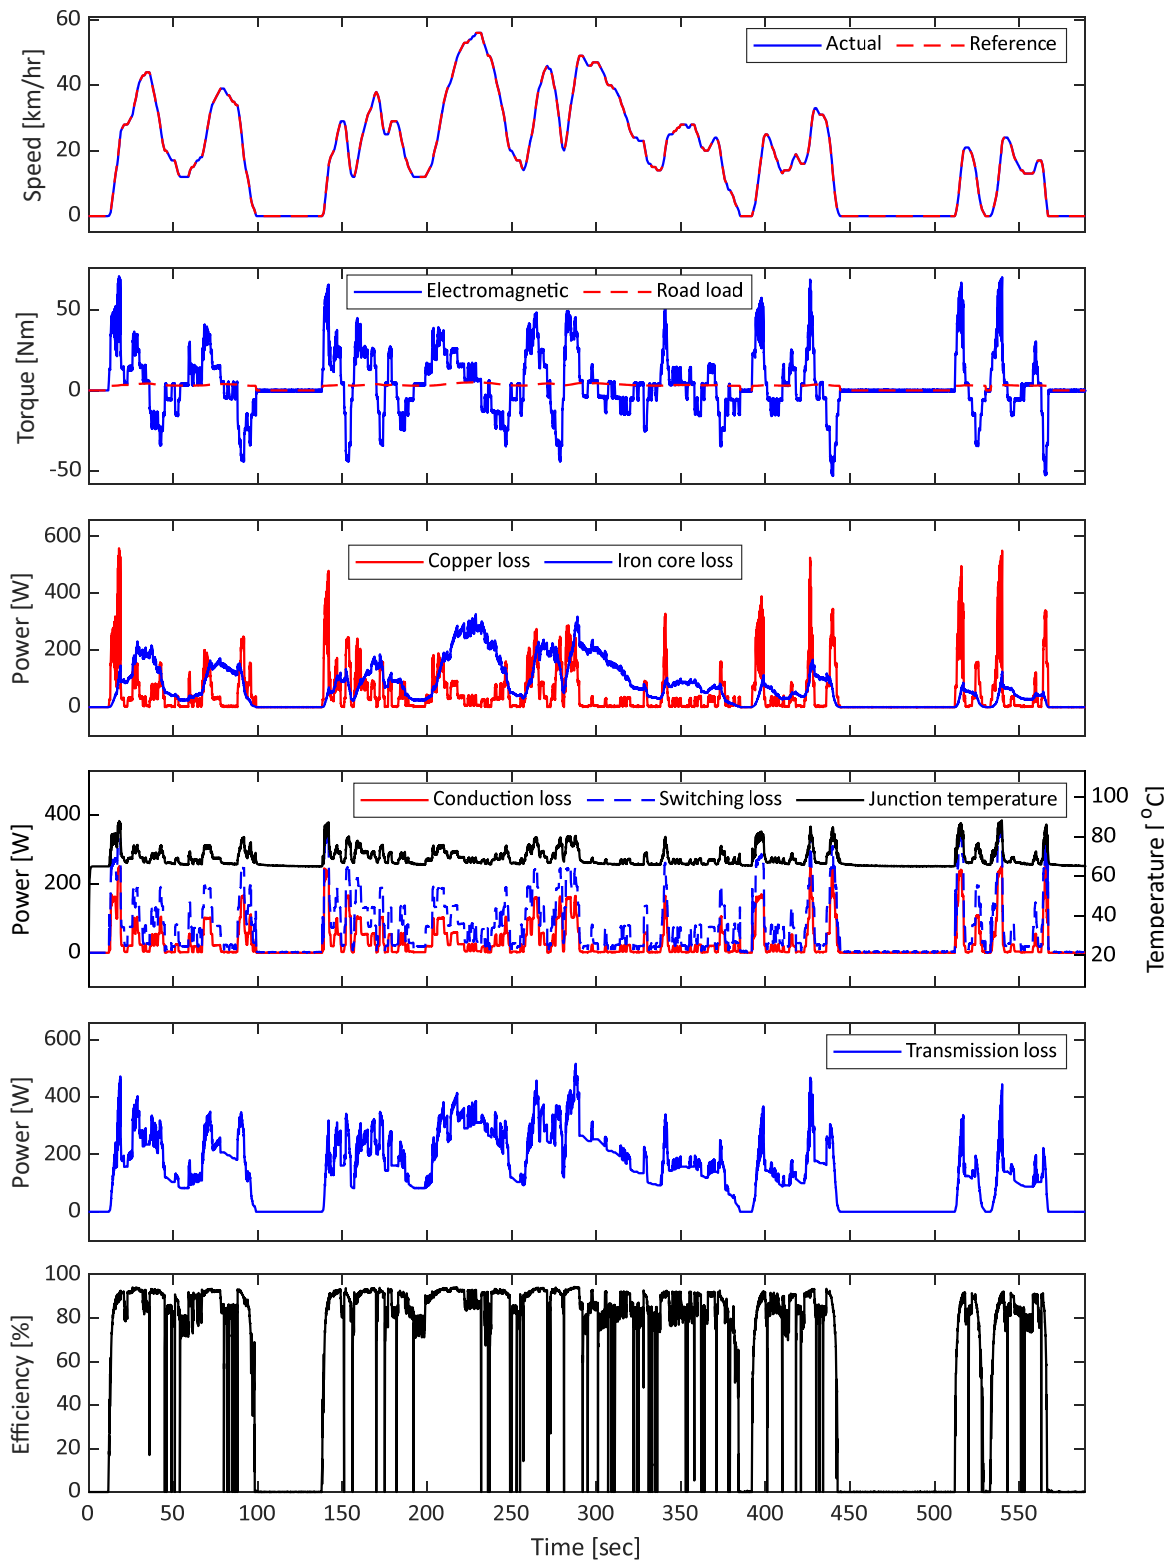 60
40
20
0
Speed [km/hr]
Actual
Reference
50
0
-50
Torque [Nm]
Electromagnetic
Road load
600
400
200
0
Power [W]
Copper loss
Iron core loss
400
200
0
Power [W]
Conduction loss
Switching loss
Junction temperature
100
80
60
40
20
Temperature [ °C]
600
400
200
0
Power [W]
Transmission loss
100
80
60
40
20
0
Efficiency [%]
0 50 100 150 200 250 300 350 400 450 500 550
Time [sec]